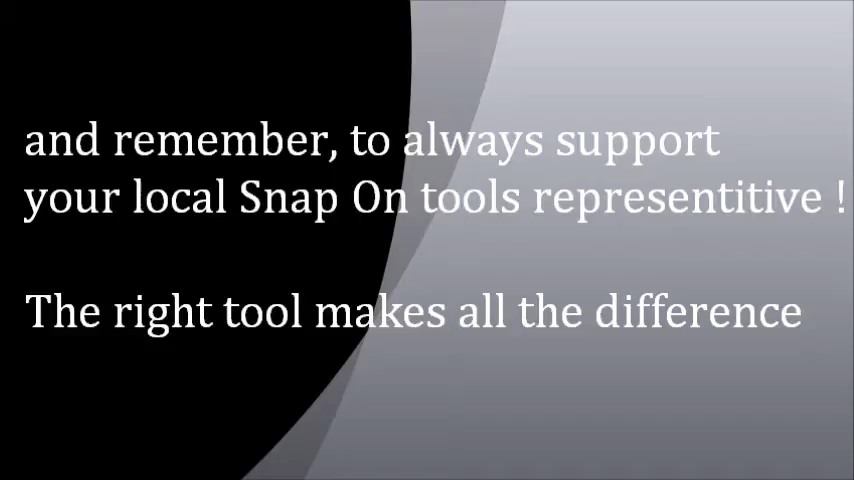 and remember, to always support
your local Snap On tools representitive !
The right tool makes all the difference